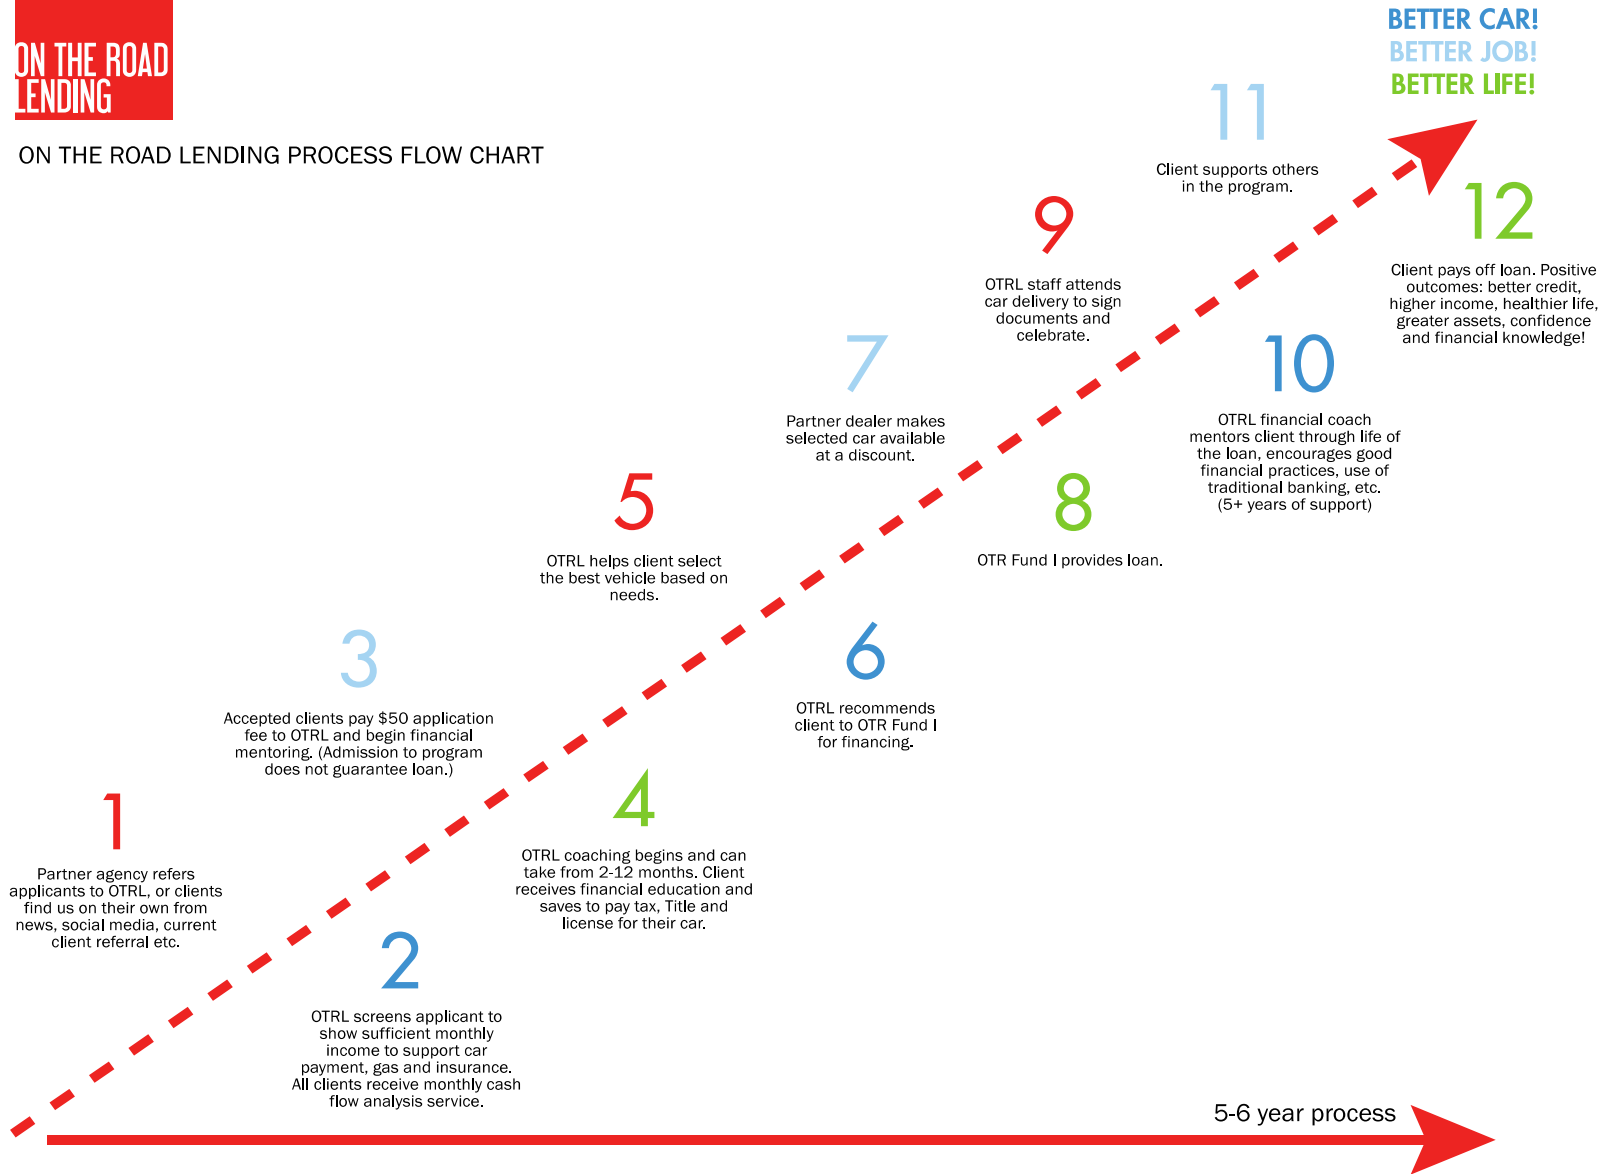 ON THE ROAD
LENDING
ON THE ROAD LENDING PROCESS FLOW CHART
BETTER CAR!
BETTER JOB!
BETTER LIFE!
1
Partner agency refers
applicants to OTRL, or clients
find us on their own from
news, social media, current
client referral etc.
2
OTRL screens applicant to
show sufficient monthly
income to support car
payment, gas and insurance.
All clients receive monthly cash
flow analysis service.
3
Accepted clients pay $50 application
fee to OTRL and begin financial
mentoring. (Admission to program
does not guarantee loan.)
4
OTRL coaching begins and can
take from 2-12 months. Client
receives financial education and
saves to pay tax, Title and
license for their car.
5
OTRL helps client select
the best vehicle based on
needs.
6
OTRL recommends
client to OTR Fund I
for financing.
7
Partner dealer makes
selected car available
at a discount.
8
OTR Fund I provides loan.
9
OTRL staff attends
car delivery to sign
documents and
celebrate.
10
OTRL financial coach
mentors client through life of
the loan, encourages good
financial practices, use of
traditional banking, etc.
(5+ years of support)
11
Client supports others
in the program.
12
Client pays off loan. Positive
outcomes: better credit,
higher income, healthier life,
greater assets, confidence
and financial knowledge!
5-6 year process